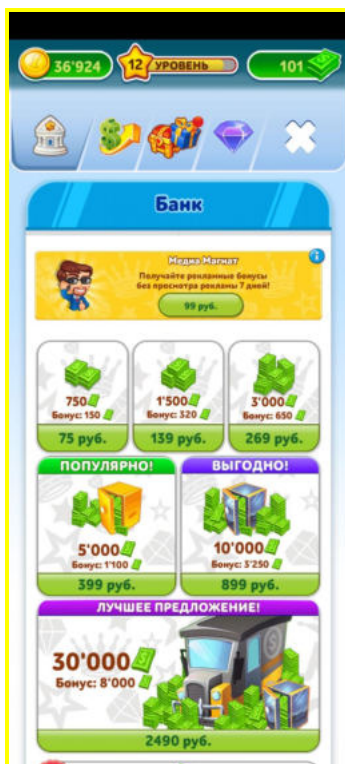 36'924
12 УРОВЕНЬ
101
Банк
Медиа Магнат
Получайте рекламные бонусы
без просмотра рекламы 7 дней!
99 руб.
750
Бонус: 150
75 руб.
1'500
Бонус: 320
139 руб.
3'000
Бонус: 650
269 руб.
ПОПУЛЯРНО!
5'000
Бонус: 1'100
399 руб.
ВЫГОДНО!
10'000
Бонус: 3'250
899 руб.
ЛУЧШЕЕ ПРЕДЛОЖЕНИЕ!
30'000
Бонус: 8'000
2490 руб.